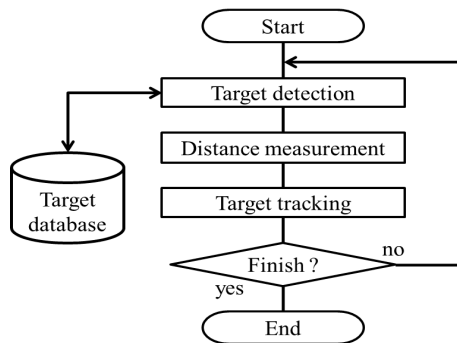 Start
Target detection
Distance measurement
Target
database
Target tracking
Finish ?
no
yes
End